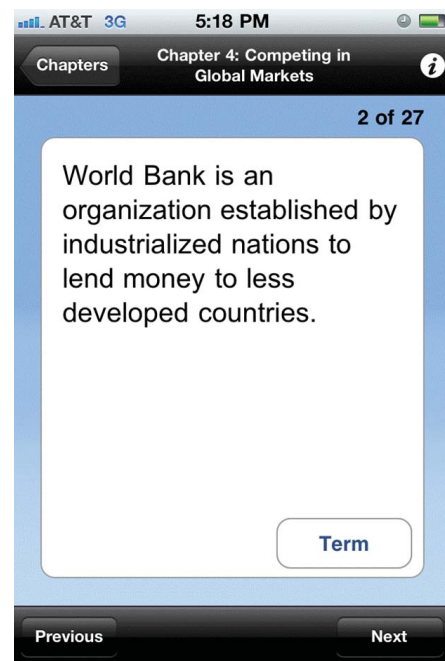 AT&T 3G 5:18 PM
Chapters
Chapter 4: Competing in
Global Markets
i
2 of 27
World Bank is an
organization established by
industrialized nations to
lend money to less
developed countries.
Term
Previous Next